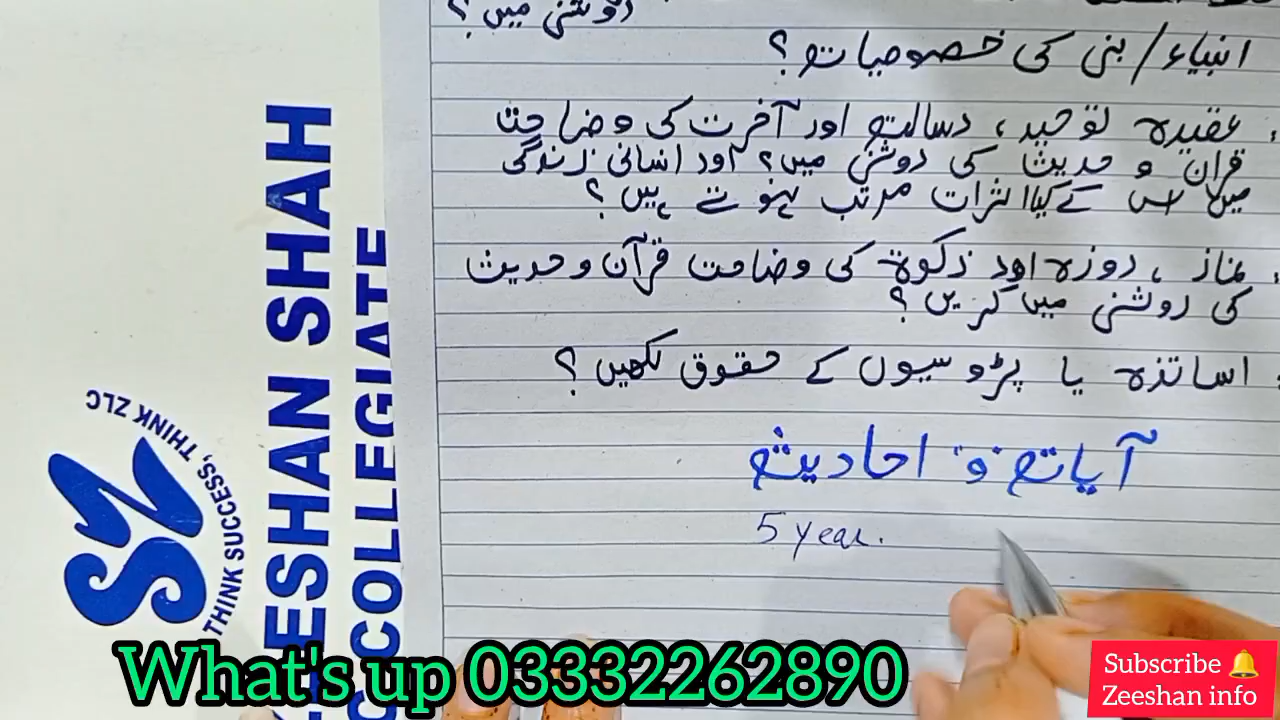 روشنی میں؟
انبیاء/نبی کی خصوصیات؟
عقیدہ توحید، رسالت اور آخرت کی وضاحت
قرآن و حدیث کی روشنی میں؟ اور انسانی زندگی
میں اس کے کیا اثرات مرتب ہوتے ہیں؟
نماز، روزہ اور زکوۃ کی وضاحت قرآن و حدیث
کی روشنی میں کریں؟
اساتذہ یا پڑوسیوں کے حقوق لکھیں؟
آیات و احادیث
5 year.
SHAN SHAH
COLLEGIATE
SZ
THINK SUCCESS, THINK ZLC
What's up 03332262890
Subscribe 🔔
Zeeshan info